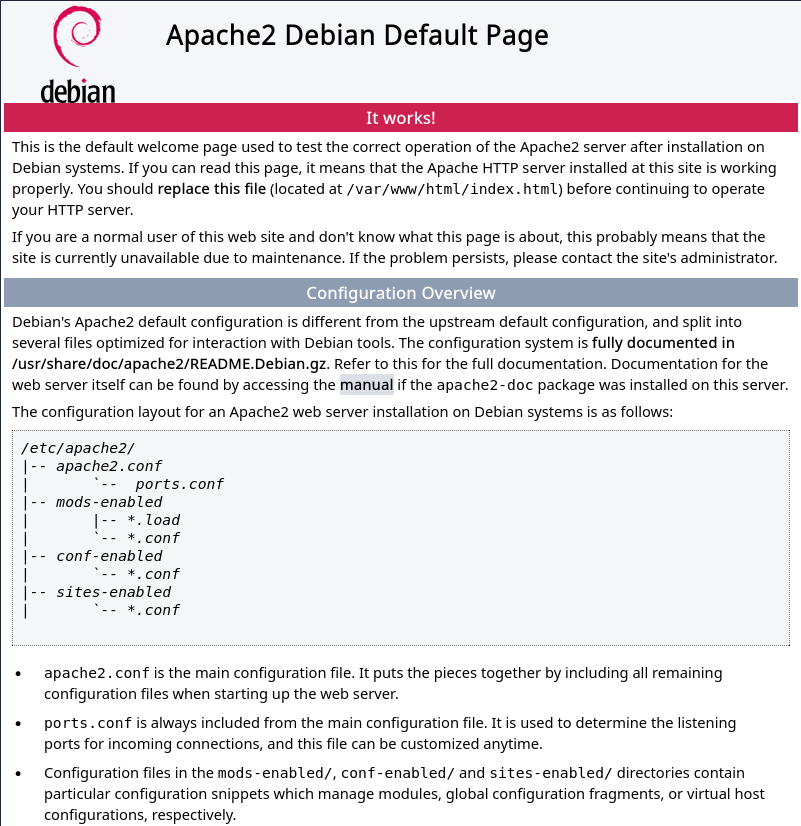 debian
Apache2 Debian Default Page
It works!
This is the default welcome page used to test the correct operation of the Apache2 server after installation on
Debian systems. If you can read this page, it means that the Apache HTTP server installed at this site is working
properly. You should replace this file (located at /var/www/html/index.html) before continuing to operate
your HTTP server.
If you are a normal user of this web site and don't know what this page is about, this probably means that the
site is currently unavailable due to maintenance. If the problem persists, please contact the site's administrator.
Configuration Overview
Debian's Apache2 default configuration is different from the upstream default configuration, and split into
several files optimized for interaction with Debian tools. The configuration system is fully documented in
/usr/share/doc/apache2/README.Debian.gz. Refer to this for the full documentation. Documentation for the
web server itself can be found by accessing the manual if the apache2-doc package was installed on this server.
The configuration layout for an Apache2 web server installation on Debian systems is as follows:
/etc/apache2/
|-- apache2.conf
|       `--  ports.conf
|-- mods-enabled
|       |-- *.load
|       `-- *.conf
|-- conf-enabled
|       `-- *.conf
|-- sites-enabled
|       `-- *.conf
• apache2.conf is the main configuration file. It puts the pieces together by including all remaining
configuration files when starting up the web server.
• ports.conf is always included from the main configuration file. It is used to determine the listening
ports for incoming connections, and this file can be customized anytime.
• Configuration files in the mods-enabled/, conf-enabled/ and sites-enabled/ directories contain
particular configuration snippets which manage modules, global configuration fragments, or virtual host
configurations, respectively.